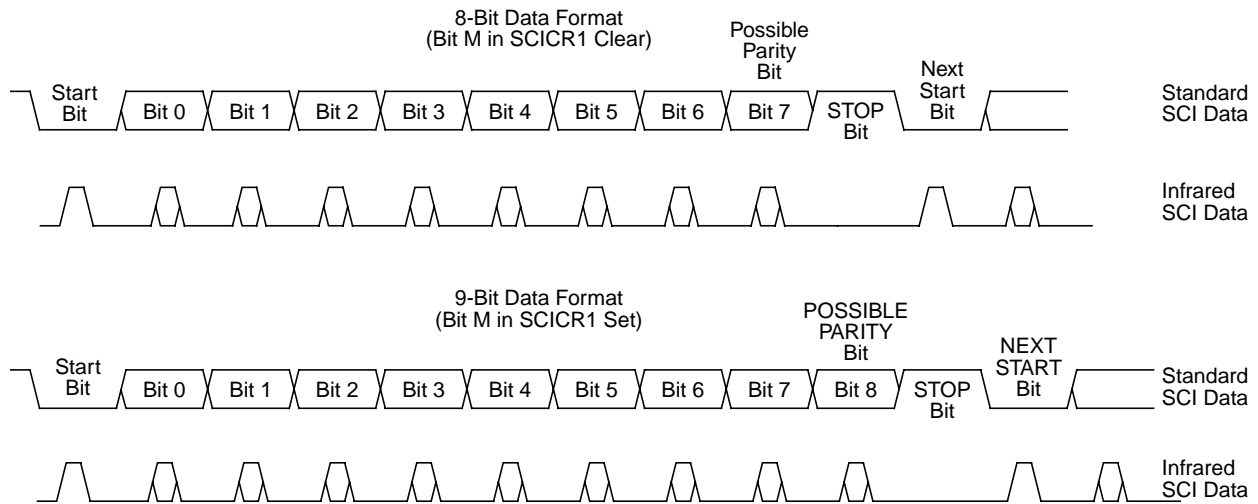 8-Bit Data Format
(Bit M in SCICR1 Clear)
Possible
Parity
Bit
Next
Start
Bit
Start
Bit
Bit 0
Bit 1
Bit 2
Bit 3
Bit 4
Bit 5
Bit 6
Bit 7
STOP
Bit
Standard
SCI Data
Infrared
SCI Data
9-Bit Data Format
(Bit M in SCICR1 Set)
POSSIBLE
PARITY
Bit
NEXT
START
Bit
Start
Bit
Bit 0
Bit 1
Bit 2
Bit 3
Bit 4
Bit 5
Bit 6
Bit 7
Bit 8
STOP
Bit
Standard
SCI Data
Infrared
SCI Data